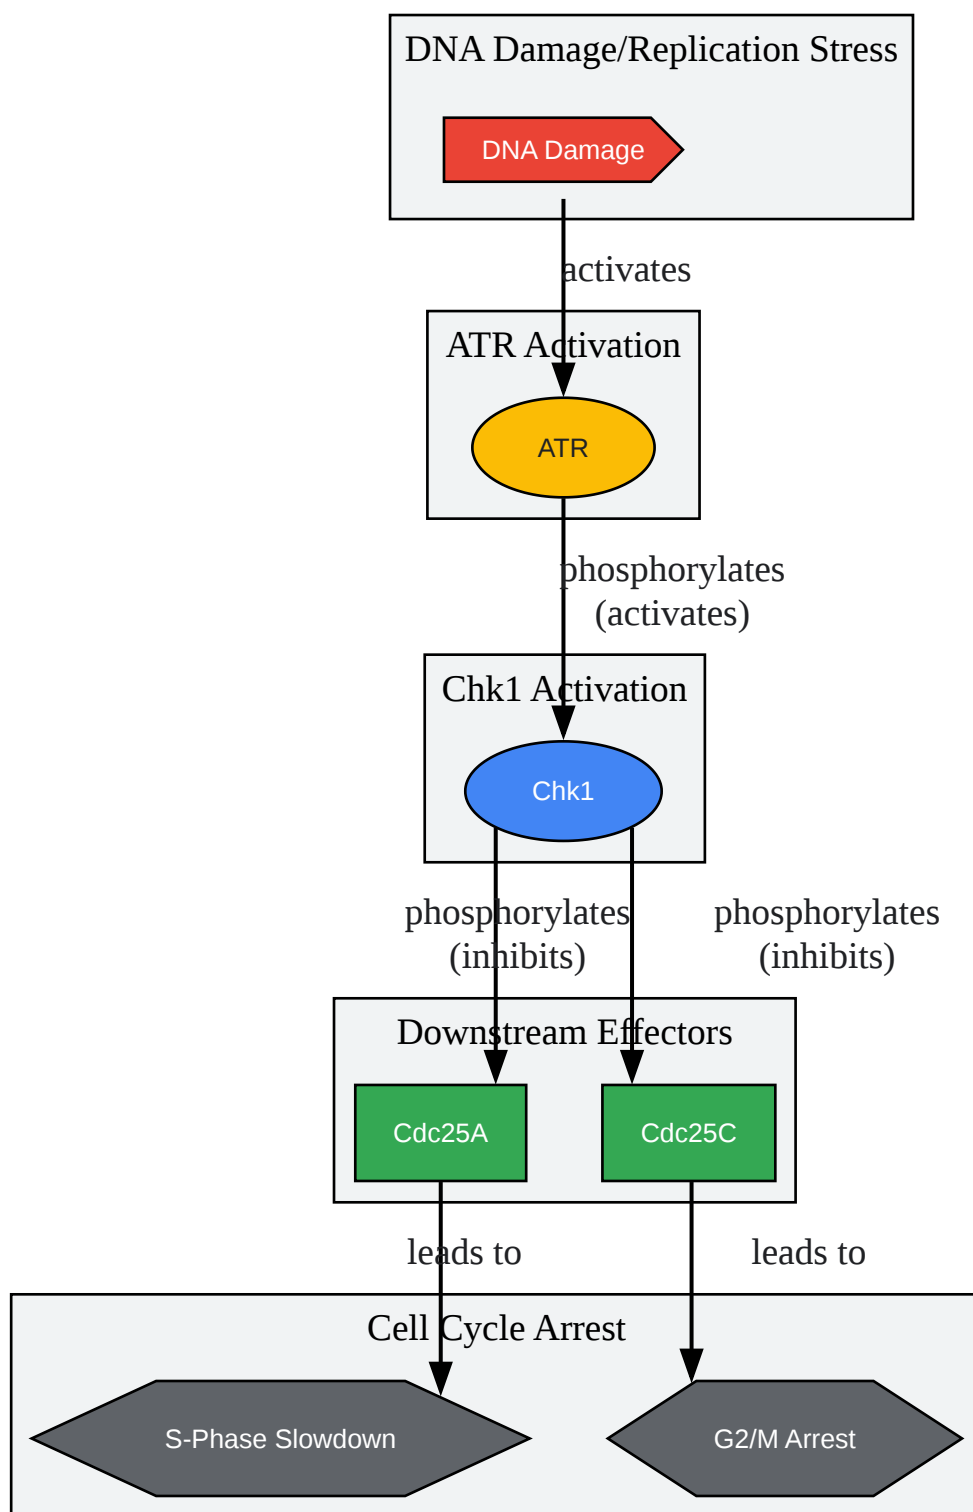 DNA Damage/Replication Stress
DNA Damage
activates
ATR Activation
ATR
phosphorylates
(activates)
Chk1 Activation
Chk1
phosphorylates
(inhibits)
phosphorylates
(inhibits)
Downstream Effectors
Cdc25A
Cdc25C
leads to
leads to
Cell Cycle Arrest
S-Phase Slowdown
G2/M Arrest